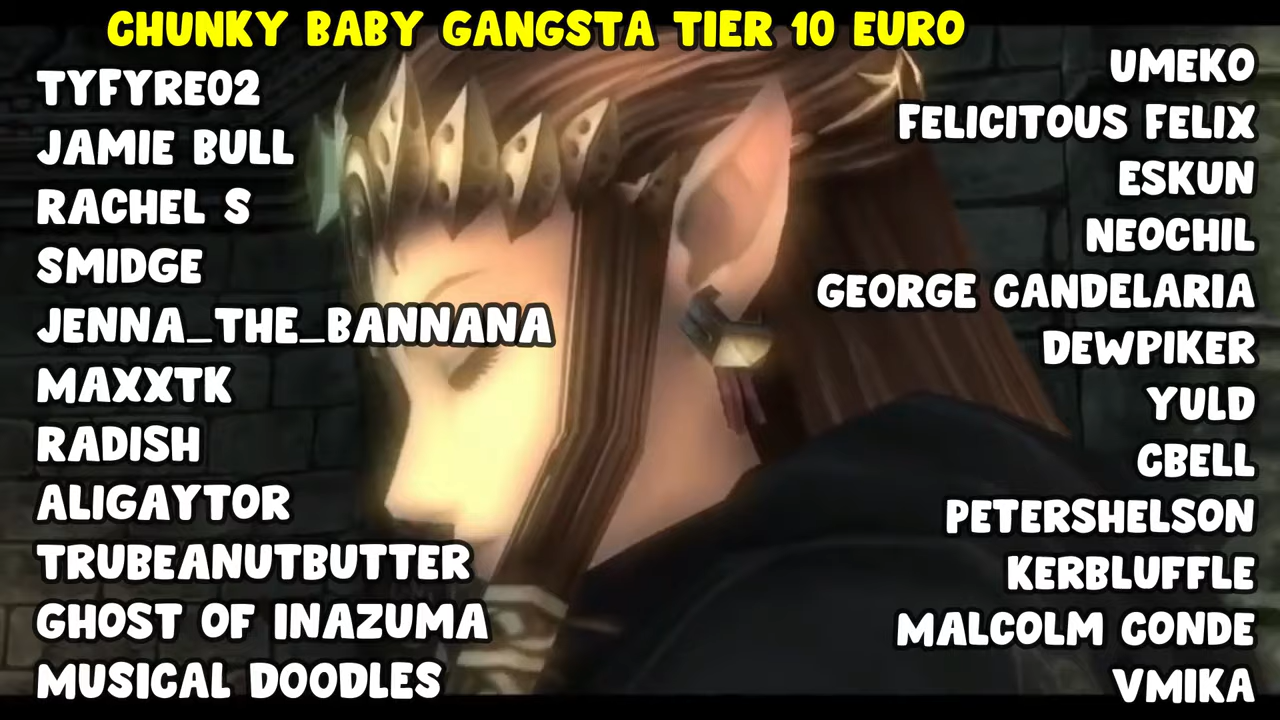 CHUNKY BABY GANGSTA TIER 10 EURO
TYFYRE02
JAMIE BULL
RACHEL S
SMIDGE
JENNA_THE_BANNANA
MAXXTK
RADISH
ALIGAYTOR
TRUBEANUTBUTTER
GHOST OF INAZUMA
MUSICAL DOODLES
UMEKO
FELICITOUS FELIX
ESKUN
NEOCHIL
GEORGE CANDELARIA
DEWPIKER
YULD
CBELL
PETERSHELSON
KERBLUFFLE
MALCOLM CONDE
VMIKA